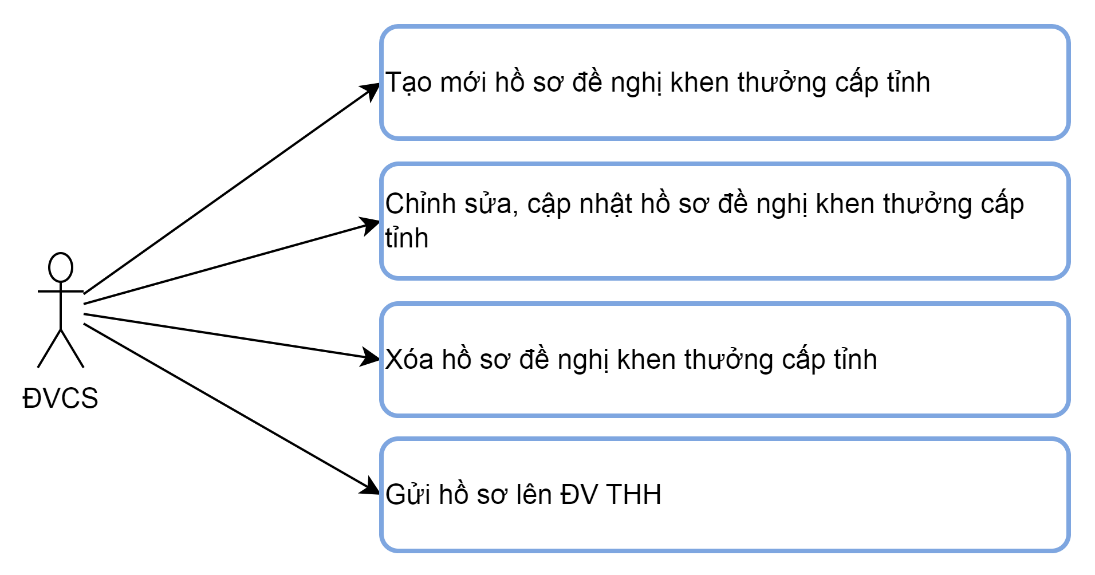 Tạo mới hồ sơ đề nghị khen thưởng cấp tỉnh
Chỉnh sửa, cập nhật hồ sơ đề nghị khen thưởng cấp
tỉnh
Xóa hồ sơ đề nghị khen thưởng cấp tỉnh
ĐVCS
Gửi hồ sơ lên ĐV THH